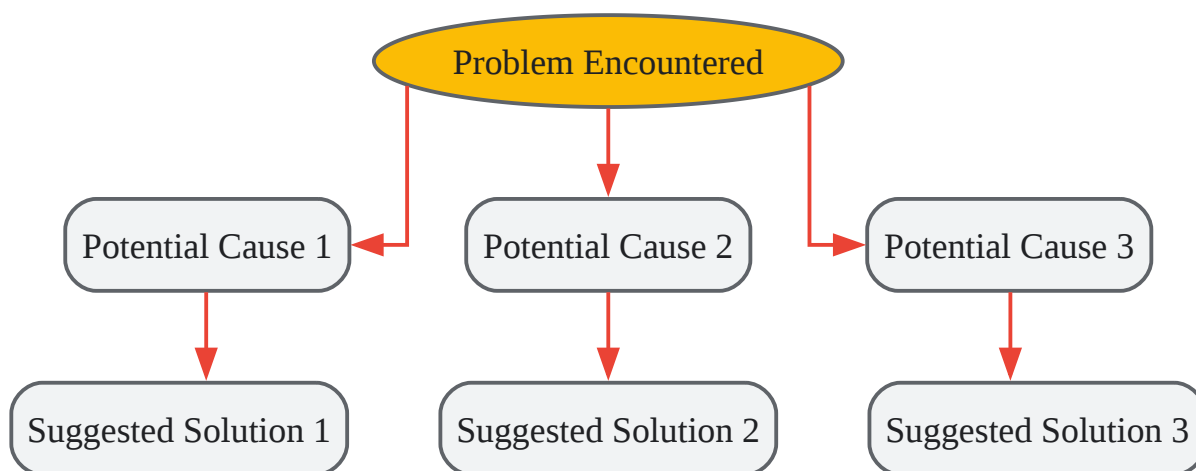 Problem Encountered
Potential Cause 1
Potential Cause 2
Potential Cause 3
Suggested Solution 1
Suggested Solution 2
Suggested Solution 3